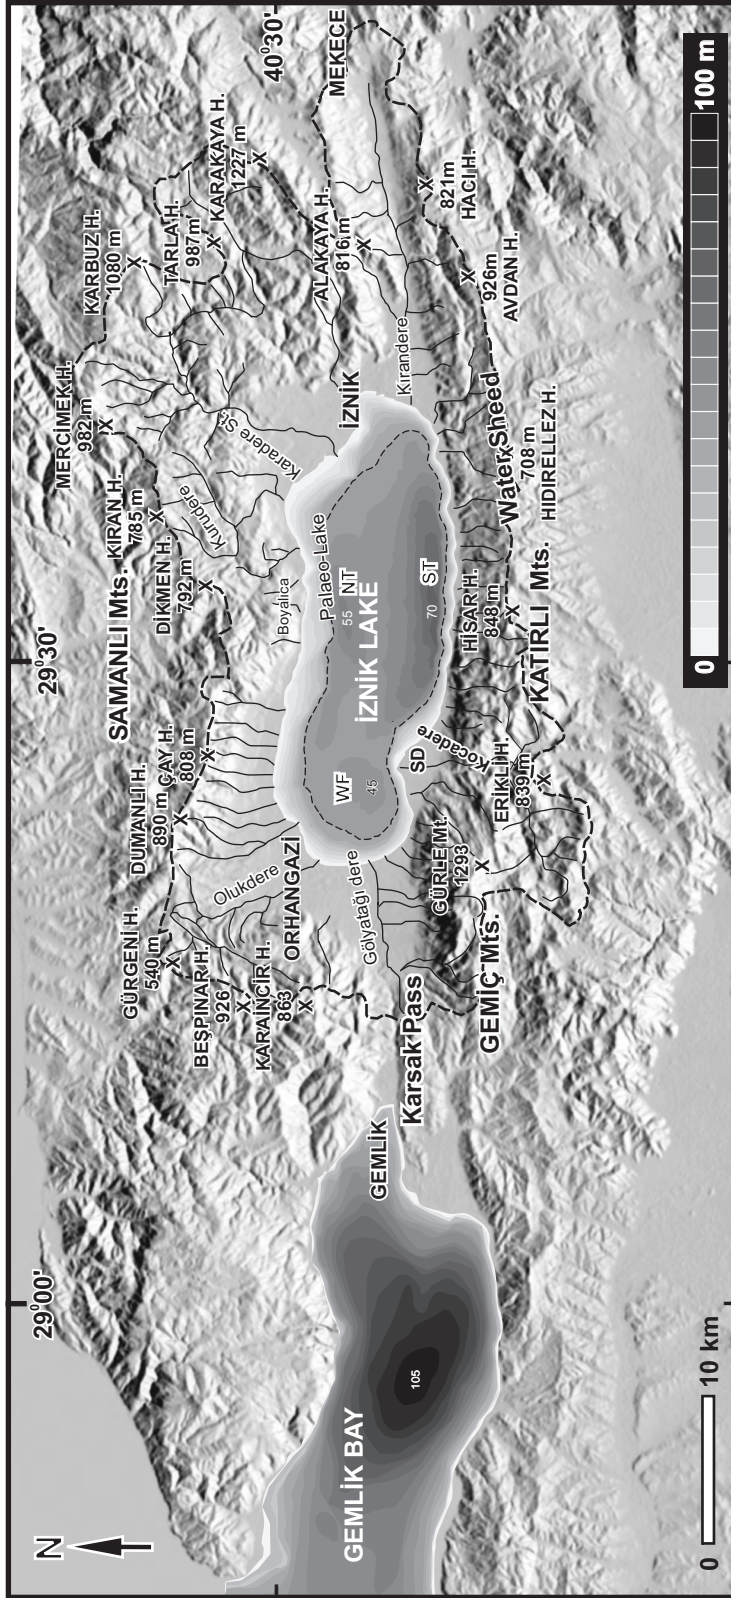 N
29°00'
29°30'
40°30'
SAMANLI Mts.
GÜRGENİ H.
540 m
X
BEŞPINAR H.
926
X
KARAİNCİR H.
863
X
DUMANLI H.
890 m
X
ÇAY H.
808 m
X
DİKMEN H.
792 m
X
KIRAN H.
785 m
X
MERCİMEK H.
982 m
X
KARBUZ H.
1080 m
X
TARLA H.
987m
X
KARAKAYA H.
1227 m
X
ALAKAYA H.
816 m
X
MEKECE
Olukdere
ORHANGAZİ
Gölyatağı dere
Boyalıca
Kurudere
Karadere St.
İZNİK
Kırandere
Palaeo-Lake
NT
55
WF
45
İZNİK LAKE
ST
70
SD
Kocadere
GEMLİK BAY
105
GEMLİK
Karsak Pass
GEMİÇ Mts.
GÜRLE Mt.
1293
X
ERİKLİ H.
839 m
X
KATIRLI Mts.
HİSAR H.
848 m
X
Water Sheed
X
708 m
HIDIRELLEZ H.
X
926m
AVDAN H.
X
821m
HACI H.
0
10 km
0
100 m